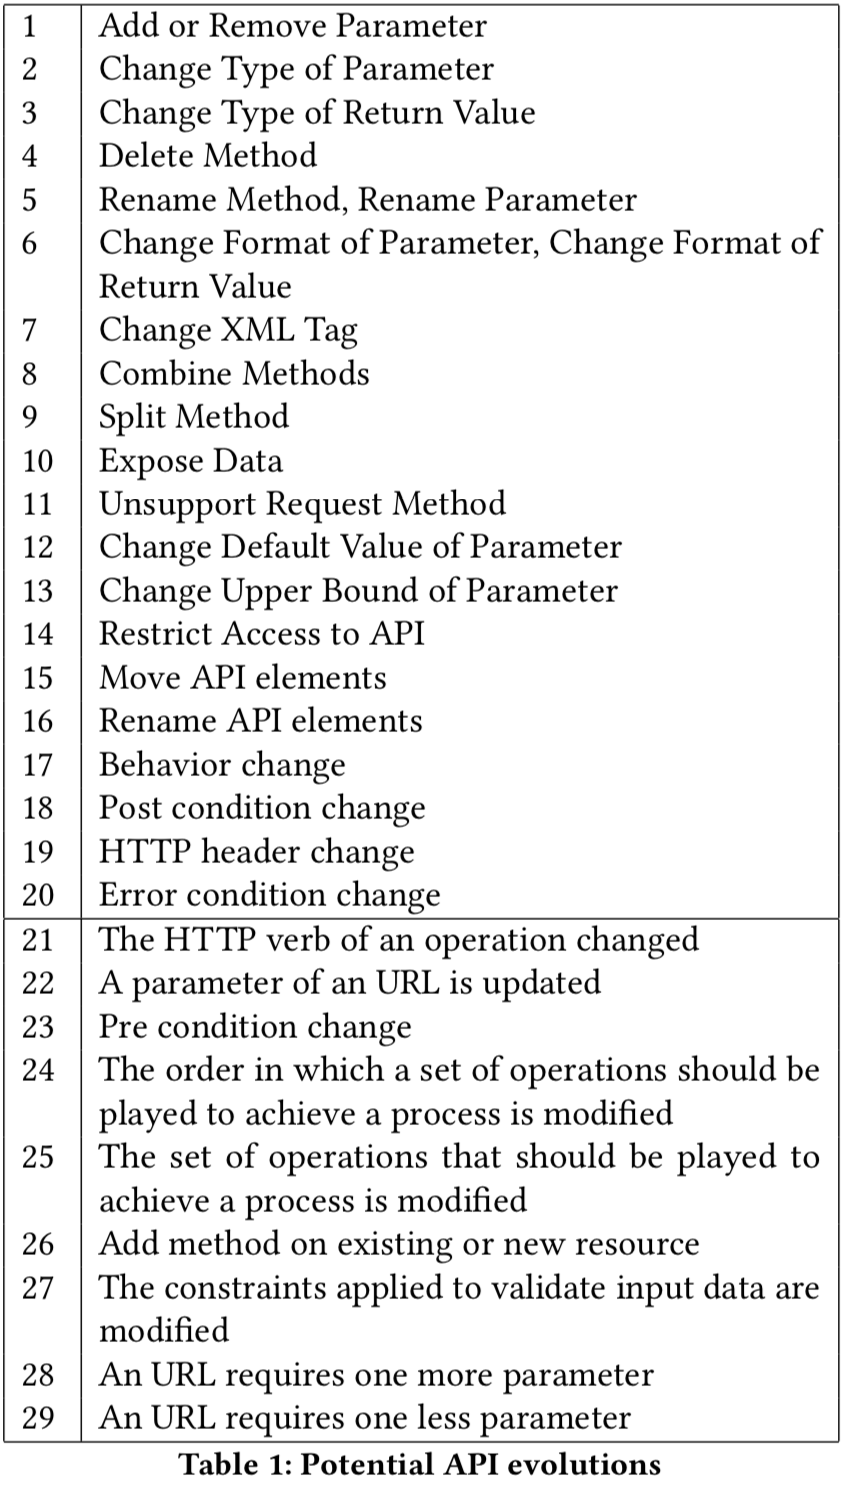 1 Add or Remove Parameter
2 Change Type of Parameter
3 Change Type of Return Value
4 Delete Method
5 Rename Method, Rename Parameter
6 Change Format of Parameter, Change Format of
Return Value
7 Change XML Tag
8 Combine Methods
9 Split Method
10 Expose Data
11 Unsupport Request Method
12 Change Default Value of Parameter
13 Change Upper Bound of Parameter
14 Restrict Access to API
15 Move API elements
16 Rename API elements
17 Behavior change
18 Post condition change
19 HTTP header change
20 Error condition change
21 The HTTP verb of an operation changed
22 A parameter of an URL is updated
23 Pre condition change
24 The order in which a set of operations should be
played to achieve a process is modified
25 The set of operations that should be played to
achieve a process is modified
26 Add method on existing or new resource
27 The constraints applied to validate input data are
modified
28 An URL requires one more parameter
29 An URL requires one less parameter
Table 1: Potential API evolutions